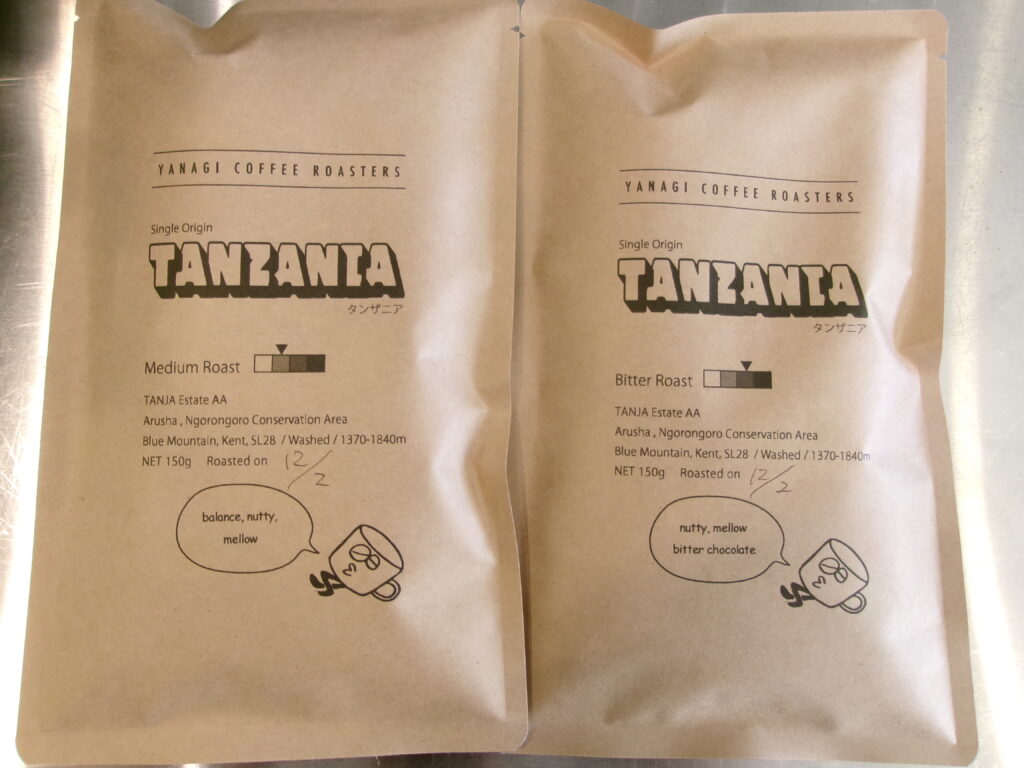 YANAGI COFFEE ROASTERS
Single Origin
TANZANIA
タンザニア
Medium Roast
TANJA Estate AA
Arusha , Ngorongoro Conservation Area
Blue Mountain, Kent, SL28 / Washed / 1370-1840m
NET 150g Roasted on 12/2
balance, nutty,
mellow
YANAGI COFFEE ROASTERS
Single Origin
TANZANIA
タンザニア
Bitter Roast
TANJA Estate AA
Arusha , Ngorongoro Conservation Area
Blue Mountain, Kent, SL28 / Washed / 1370-1840m
NET 150g Roasted on 12/2
nutty, mellow
bitter chocolate